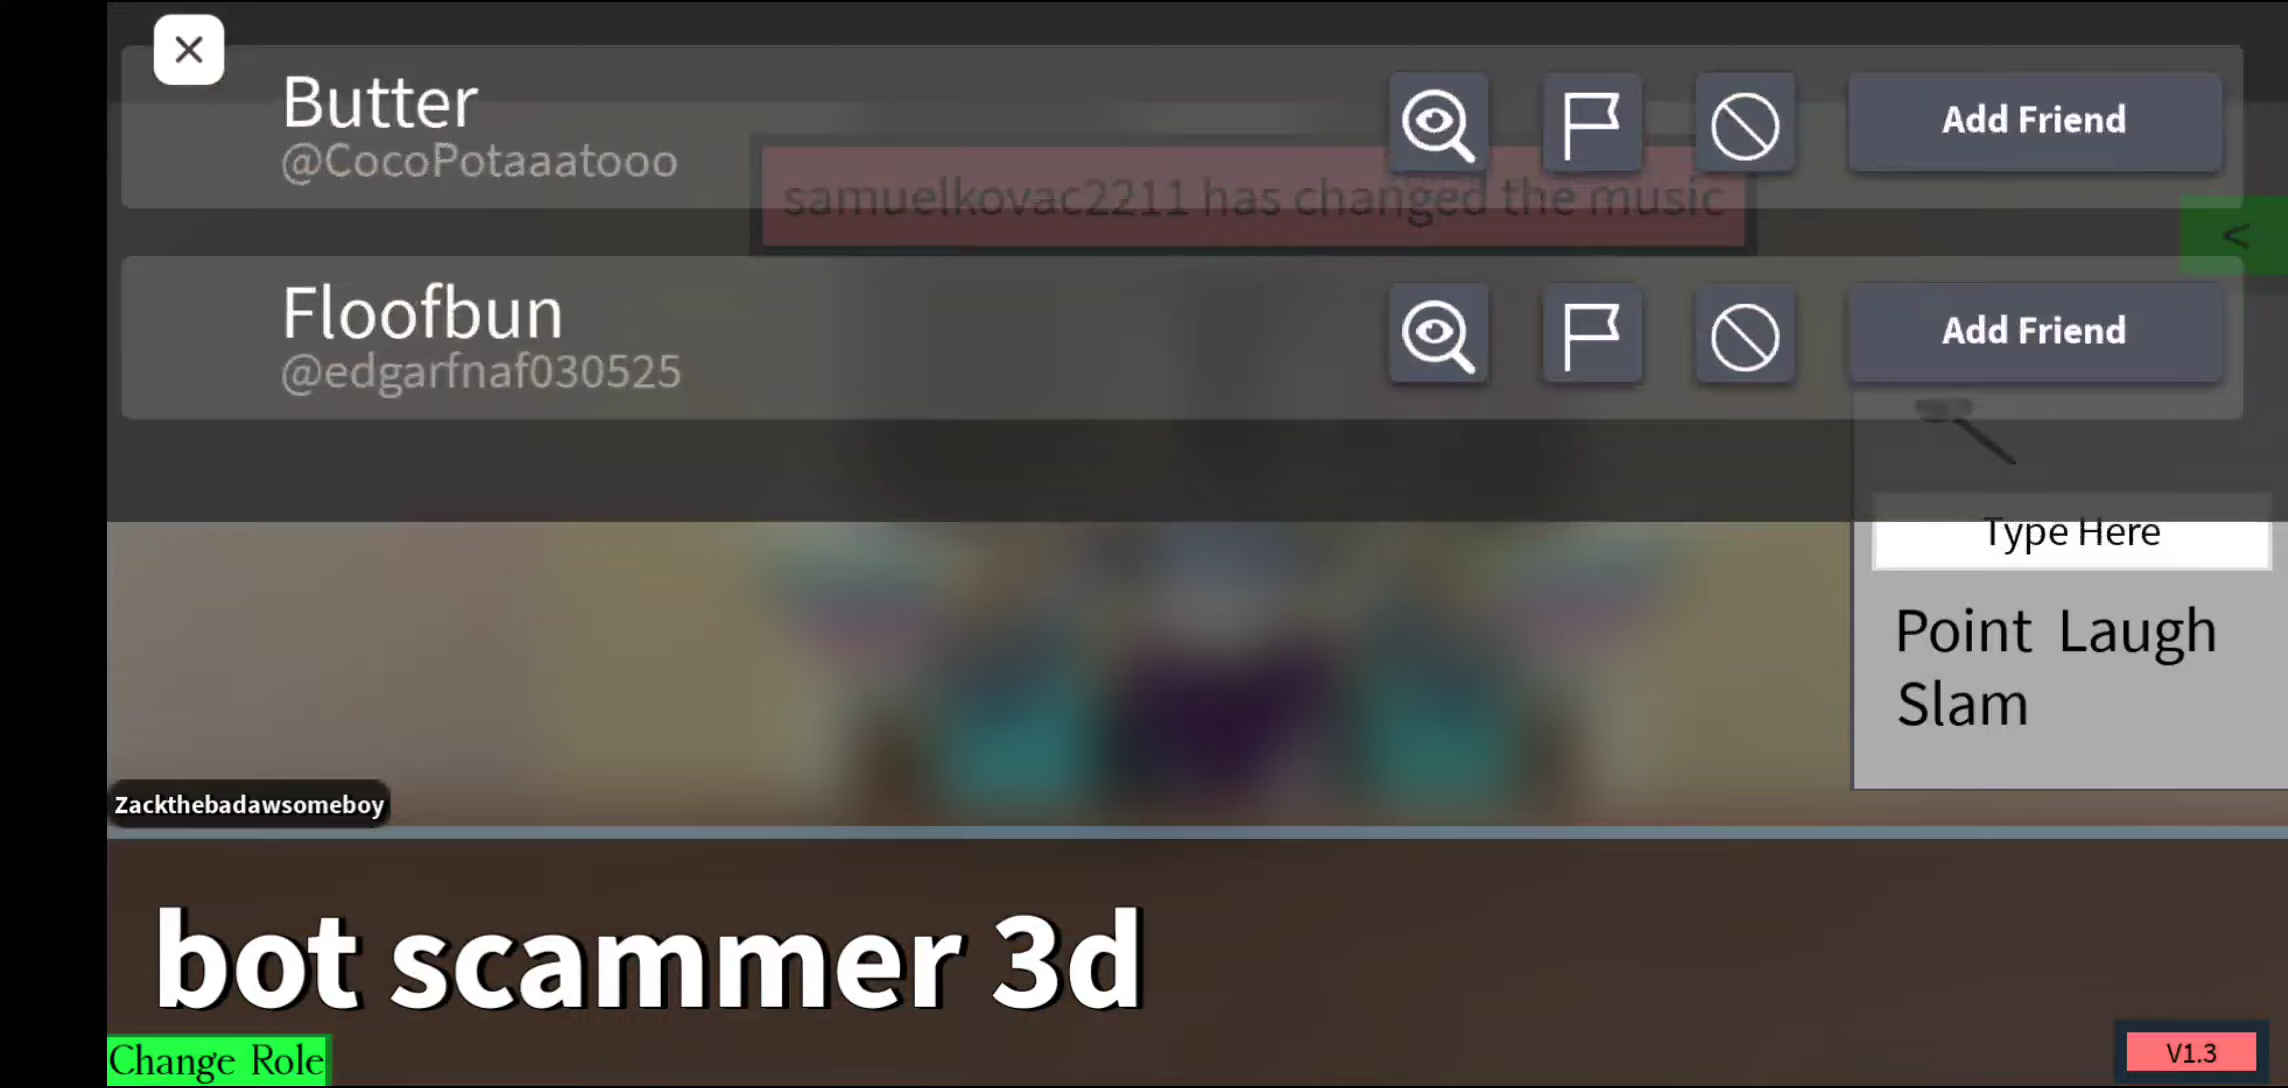 Butter
@CocoPotaaatooo
Add Friend
samuelkovac2211 has changed the music
<
Floofbun
@edgarfnaf030525
Add Friend
Type Here
Point Laugh
Slam
Zackthebadawsomeboy
bot scammer 3d
Change Role
V1.3